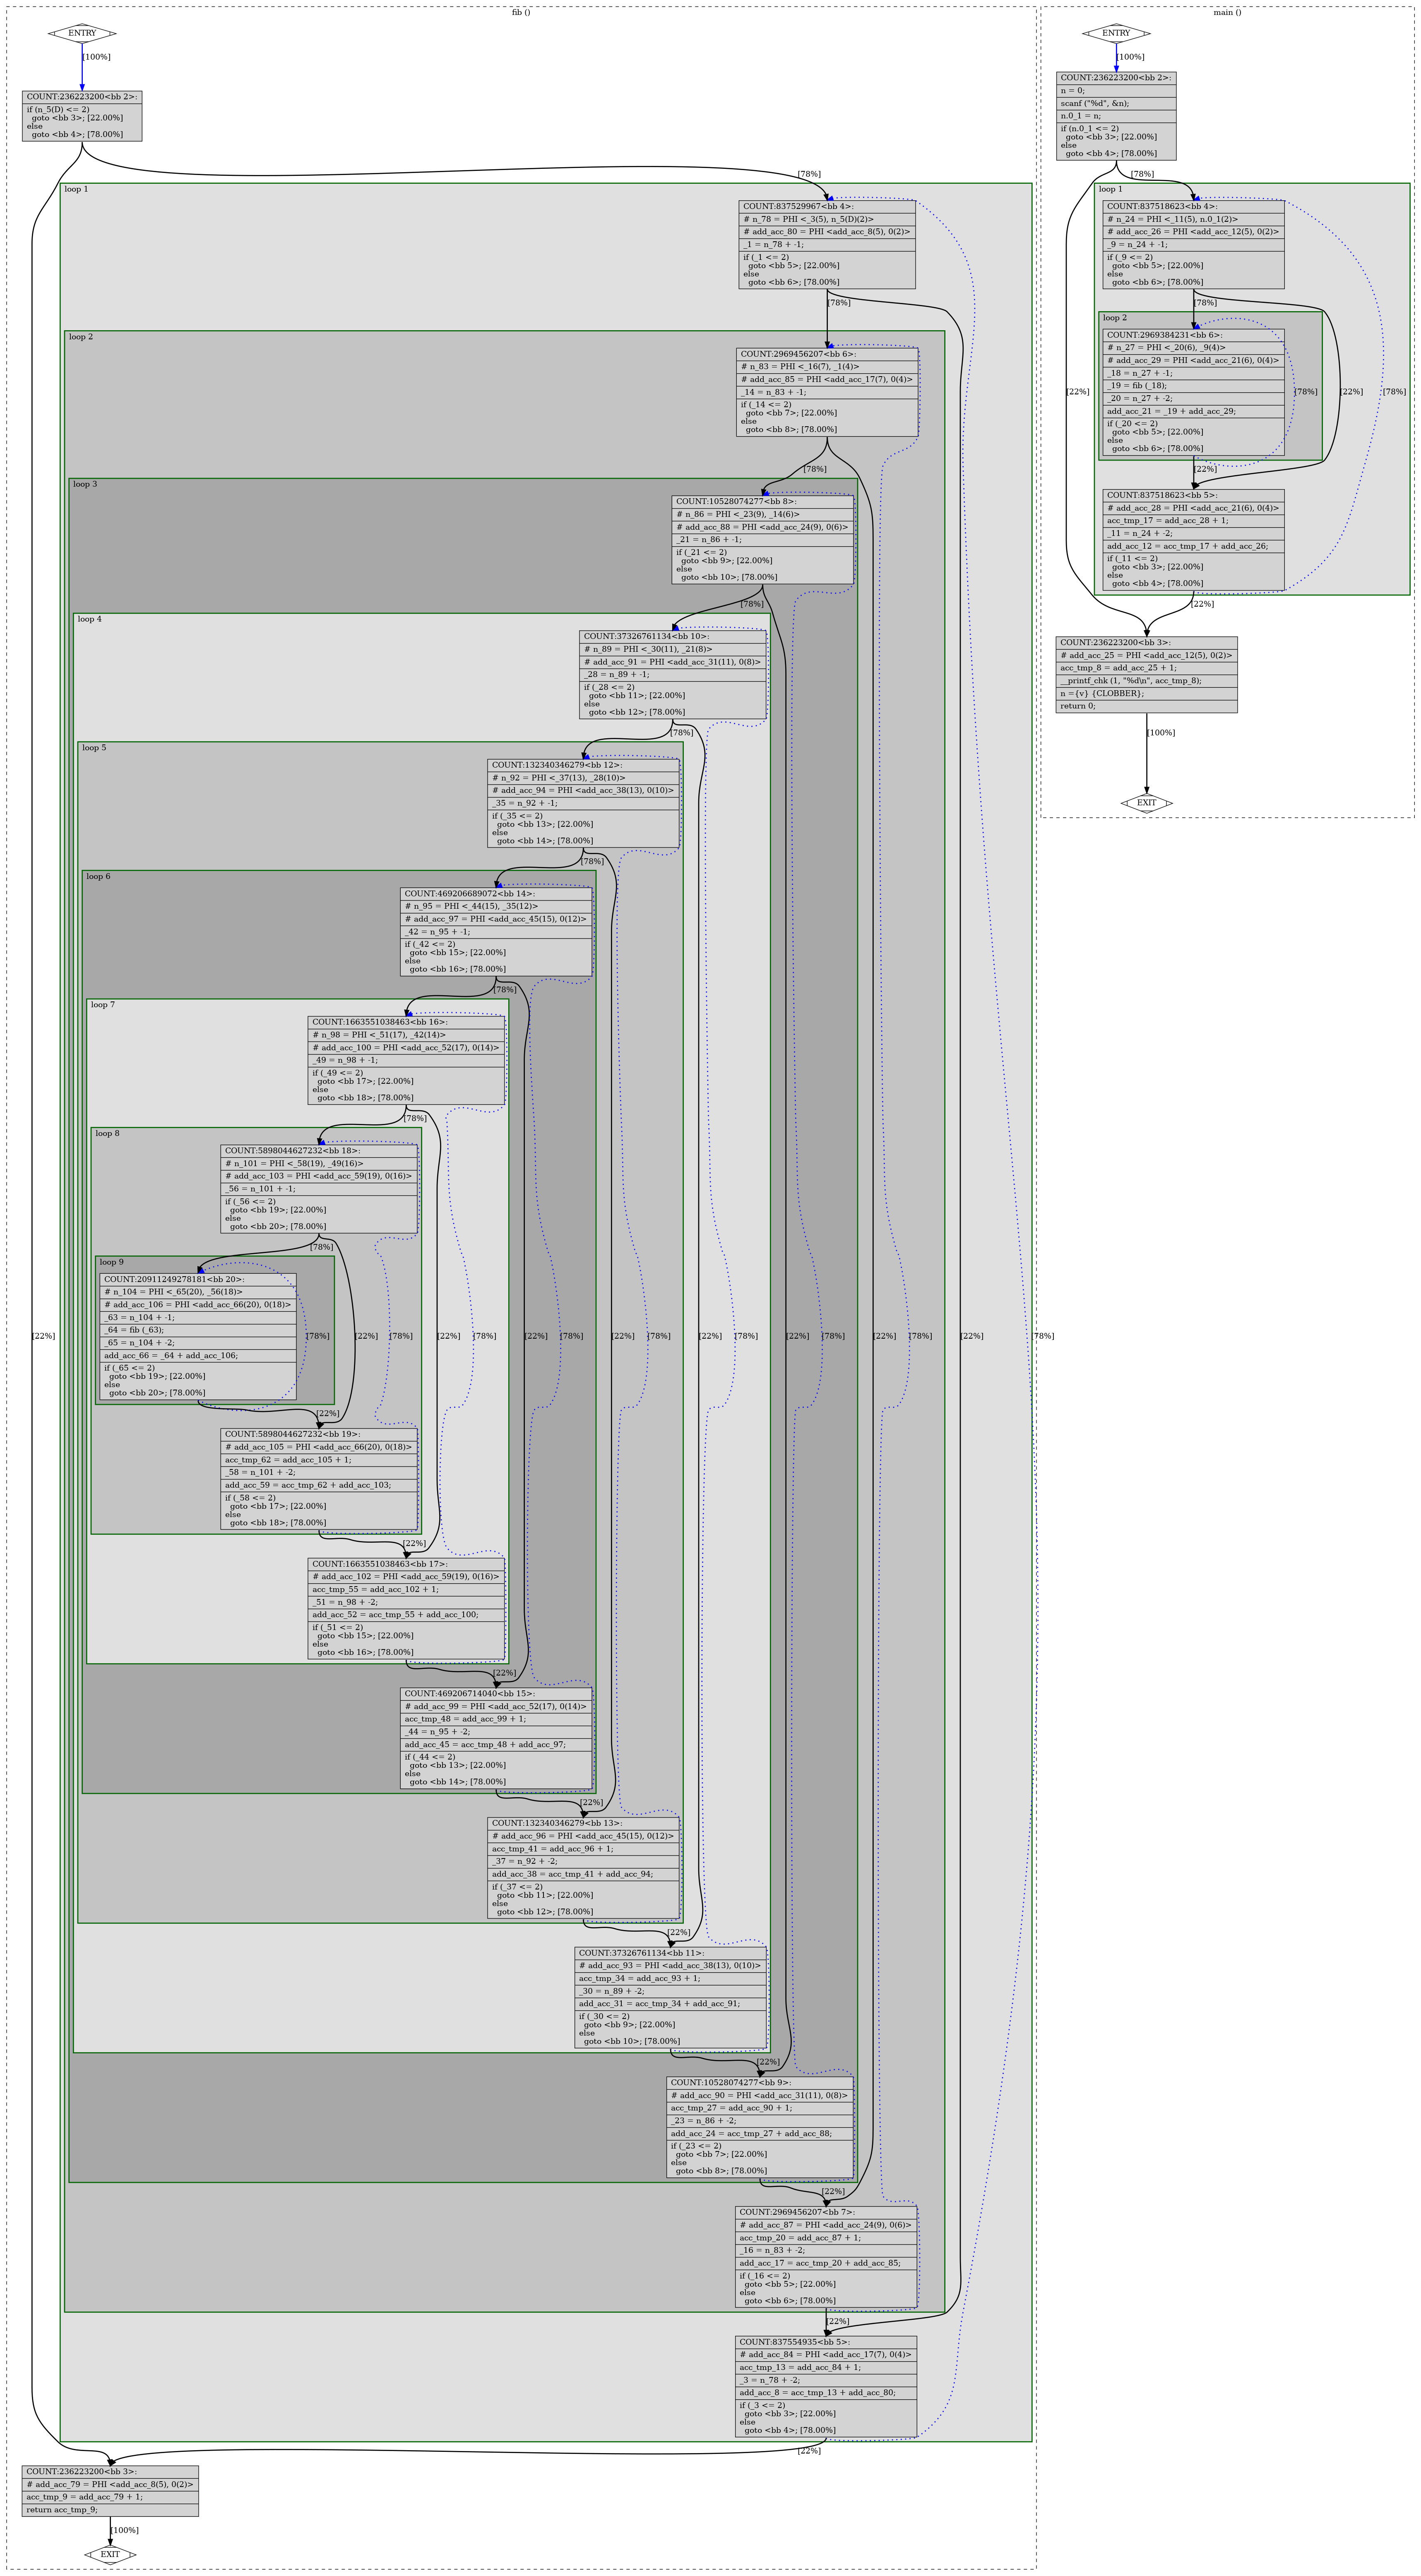 fib ()
ENTRY
[100%]
COUNT:236223200<bb 2>:
if (n_5(D) <= 2)
goto <bb 3>; [22.00%]
else
goto <bb 4>; [78.00%]
[78%]
loop 1
COUNT:837529967<bb 4>:
# n_78 = PHI <_3(5), n_5(D)(2)>
# add_acc_80 = PHI <add_acc_8(5), 0(2)>
_1 = n_78 + -1;
if (_1 <= 2)
goto <bb 5>; [22.00%]
else
goto <bb 6>; [78.00%]
[78%]
loop 2
COUNT:2969456207<bb 6>:
# n_83 = PHI <_16(7), _1(4)>
# add_acc_85 = PHI <add_acc_17(7), 0(4)>
_14 = n_83 + -1;
if (_14 <= 2)
goto <bb 7>; [22.00%]
else
goto <bb 8>; [78.00%]
[78%]
loop 3
COUNT:10528074277<bb 8>:
# n_86 = PHI <_23(9), _14(6)>
# add_acc_88 = PHI <add_acc_24(9), 0(6)>
_21 = n_86 + -1;
if (_21 <= 2)
goto <bb 9>; [22.00%]
else
goto <bb 10>; [78.00%]
[78%]
loop 4
COUNT:37326761134<bb 10>:
# n_89 = PHI <_30(11), _21(8)>
# add_acc_91 = PHI <add_acc_31(11), 0(8)>
_28 = n_89 + -1;
if (_28 <= 2)
goto <bb 11>; [22.00%]
else
goto <bb 12>; [78.00%]
[78%]
loop 5
COUNT:132340346279<bb 12>:
# n_92 = PHI <_37(13), _28(10)>
# add_acc_94 = PHI <add_acc_38(13), 0(10)>
_35 = n_92 + -1;
if (_35 <= 2)
goto <bb 13>; [22.00%]
else
goto <bb 14>; [78.00%]
[78%]
loop 6
COUNT:469206689072<bb 14>:
# n_95 = PHI <_44(15), _35(12)>
# add_acc_97 = PHI <add_acc_45(15), 0(12)>
_42 = n_95 + -1;
if (_42 <= 2)
goto <bb 15>; [22.00%]
else
goto <bb 16>; [78.00%]
[78%]
loop 7
COUNT:1663551038463<bb 16>:
# n_98 = PHI <_51(17), _42(14)>
# add_acc_100 = PHI <add_acc_52(17), 0(14)>
_49 = n_98 + -1;
if (_49 <= 2)
goto <bb 17>; [22.00%]
else
goto <bb 18>; [78.00%]
[78%]
loop 8
COUNT:5898044627232<bb 18>:
# n_101 = PHI <_58(19), _49(16)>
# add_acc_103 = PHI <add_acc_59(19), 0(16)>
_56 = n_101 + -1;
if (_56 <= 2)
goto <bb 19>; [22.00%]
else
goto <bb 20>; [78.00%]
[78%]
loop 9
COUNT:20911249278181<bb 20>:
# n_104 = PHI <_65(20), _56(18)>
# add_acc_106 = PHI <add_acc_66(20), 0(18)>
_63 = n_104 + -1;
_64 = fib (_63);
_65 = n_104 + -2;
add_acc_66 = _64 + add_acc_106;
if (_65 <= 2)
goto <bb 19>; [22.00%]
else
goto <bb 20>; [78.00%]
[22%] [78%] [22%] [78%] [22%] [78%] [22%] [78%] [22%] [78%] [22%] [78%] [22%] [78%] [22%] [78%] [22%] [78%]
[22%]
COUNT:5898044627232<bb 19>:
# add_acc_105 = PHI <add_acc_66(20), 0(18)>
acc_tmp_62 = add_acc_105 + 1;
_58 = n_101 + -2;
add_acc_59 = acc_tmp_62 + add_acc_103;
if (_58 <= 2)
goto <bb 17>; [22.00%]
else
goto <bb 18>; [78.00%]
[22%]
COUNT:1663551038463<bb 17>:
# add_acc_102 = PHI <add_acc_59(19), 0(16)>
acc_tmp_55 = add_acc_102 + 1;
_51 = n_98 + -2;
add_acc_52 = acc_tmp_55 + add_acc_100;
if (_51 <= 2)
goto <bb 15>; [22.00%]
else
goto <bb 16>; [78.00%]
[22%]
COUNT:469206714040<bb 15>:
# add_acc_99 = PHI <add_acc_52(17), 0(14)>
acc_tmp_48 = add_acc_99 + 1;
_44 = n_95 + -2;
add_acc_45 = acc_tmp_48 + add_acc_97;
if (_44 <= 2)
goto <bb 13>; [22.00%]
else
goto <bb 14>; [78.00%]
[22%]
COUNT:132340346279<bb 13>:
# add_acc_96 = PHI <add_acc_45(15), 0(12)>
acc_tmp_41 = add_acc_96 + 1;
_37 = n_92 + -2;
add_acc_38 = acc_tmp_41 + add_acc_94;
if (_37 <= 2)
goto <bb 11>; [22.00%]
else
goto <bb 12>; [78.00%]
[22%]
COUNT:37326761134<bb 11>:
# add_acc_93 = PHI <add_acc_38(13), 0(10)>
acc_tmp_34 = add_acc_93 + 1;
_30 = n_89 + -2;
add_acc_31 = acc_tmp_34 + add_acc_91;
if (_30 <= 2)
goto <bb 9>; [22.00%]
else
goto <bb 10>; [78.00%]
[22%]
COUNT:10528074277<bb 9>:
# add_acc_90 = PHI <add_acc_31(11), 0(8)>
acc_tmp_27 = add_acc_90 + 1;
_23 = n_86 + -2;
add_acc_24 = acc_tmp_27 + add_acc_88;
if (_23 <= 2)
goto <bb 7>; [22.00%]
else
goto <bb 8>; [78.00%]
[22%]
COUNT:2969456207<bb 7>:
# add_acc_87 = PHI <add_acc_24(9), 0(6)>
acc_tmp_20 = add_acc_87 + 1;
_16 = n_83 + -2;
add_acc_17 = acc_tmp_20 + add_acc_85;
if (_16 <= 2)
goto <bb 5>; [22.00%]
else
goto <bb 6>; [78.00%]
[22%]
COUNT:837554935<bb 5>:
# add_acc_84 = PHI <add_acc_17(7), 0(4)>
acc_tmp_13 = add_acc_84 + 1;
_3 = n_78 + -2;
add_acc_8 = acc_tmp_13 + add_acc_80;
if (_3 <= 2)
goto <bb 3>; [22.00%]
else
goto <bb 4>; [78.00%]
[22%]
COUNT:236223200<bb 3>:
# add_acc_79 = PHI <add_acc_8(5), 0(2)>
acc_tmp_9 = add_acc_79 + 1;
return acc_tmp_9;
[100%]
EXIT
main ()
ENTRY
[100%]
COUNT:236223200<bb 2>:
n = 0;
scanf ("%d", &n);
n.0_1 = n;
if (n.0_1 <= 2)
goto <bb 3>; [22.00%]
else
goto <bb 4>; [78.00%]
[78%]
loop 1
COUNT:837518623<bb 4>:
# n_24 = PHI <_11(5), n.0_1(2)>
# add_acc_26 = PHI <add_acc_12(5), 0(2)>
_9 = n_24 + -1;
if (_9 <= 2)
goto <bb 5>; [22.00%]
else
goto <bb 6>; [78.00%]
[78%]
loop 2
COUNT:2969384231<bb 6>:
# n_27 = PHI <_20(6), _9(4)>
# add_acc_29 = PHI <add_acc_21(6), 0(4)>
_18 = n_27 + -1;
_19 = fib (_18);
_20 = n_27 + -2;
add_acc_21 = _19 + add_acc_29;
if (_20 <= 2)
goto <bb 5>; [22.00%]
else
goto <bb 6>; [78.00%]
[22%] [78%] [22%] [78%]
[22%]
COUNT:837518623<bb 5>:
# add_acc_28 = PHI <add_acc_21(6), 0(4)>
acc_tmp_17 = add_acc_28 + 1;
_11 = n_24 + -2;
add_acc_12 = acc_tmp_17 + add_acc_26;
if (_11 <= 2)
goto <bb 3>; [22.00%]
else
goto <bb 4>; [78.00%]
[22%]
COUNT:236223200<bb 3>:
# add_acc_25 = PHI <add_acc_12(5), 0(2)>
acc_tmp_8 = add_acc_25 + 1;
__printf_chk (1, "%d\n", acc_tmp_8);
n ={v} {CLOBBER};
return 0;
[100%]
EXIT